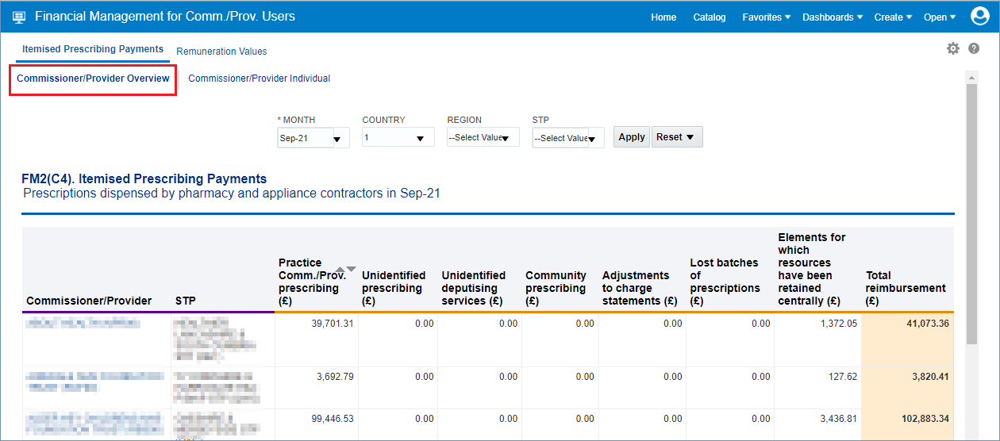 Financial Management for Comm./Prov. Users
Home Catalog Favorites Dashboards Create Open
Itemised Prescribing Payments Remuneration Values
Commissioner/Provider Overview Commissioner/Provider Individual
* MONTH COUNTRY REGION STP
Sep-21 1 --Select Value --Select Value Apply Reset
FM2(C4). Itemised Prescribing Payments
Prescriptions dispensed by pharmacy and appliance contractors in Sep-21
Commissioner/Provider
STP
Practice
Comm./Prov.
prescribing
(£)
Unidentified
prescribing
(£)
Unidentified
deputising
services (£)
Community
prescribing
(£)
Adjustments
to charge
statements (£)
Lost batches
of
prescriptions
(£)
Elements for
which
resources
have been
retained
centrally (£)
Total
reimbursement
(£)
39,701.31 0.00 0.00 0.00 0.00 0.00 1,372.05 41,073.36
3,692.79 0.00 0.00 0.00 0.00 0.00 127.62 3,820.41
99,446.53 0.00 0.00 0.00 0.00 0.00 3,436.81 102,883.34